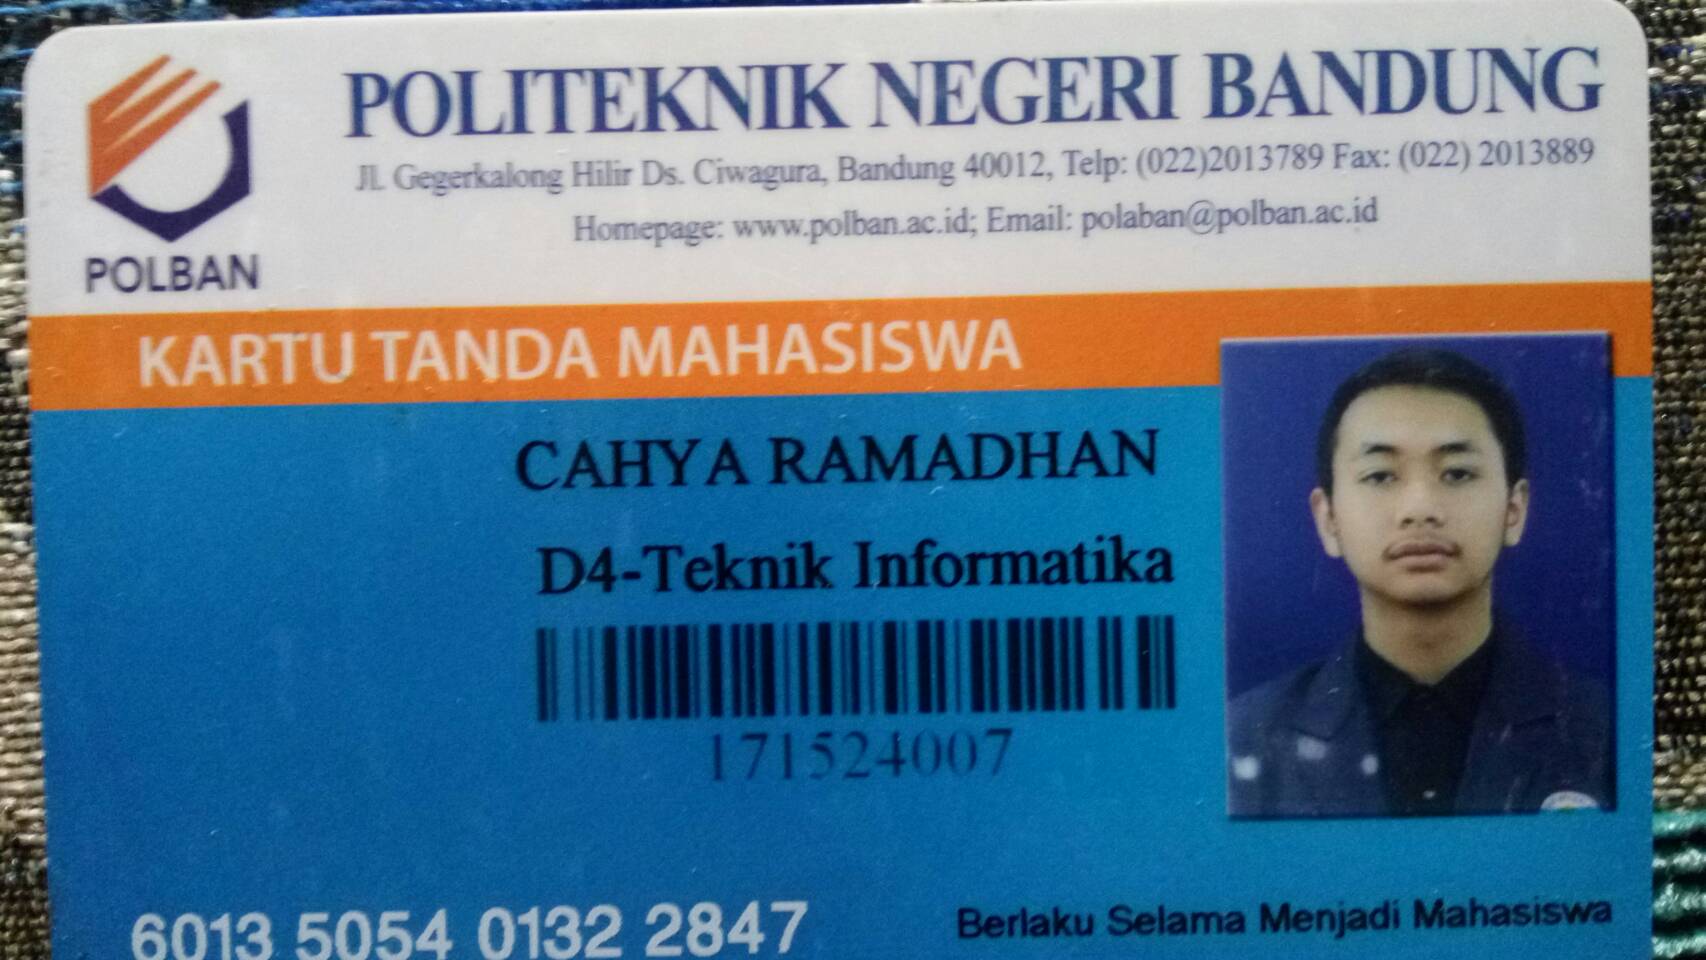 POLBAN
POLITEKNIK NEGERI BANDUNG
Jl. Gegerkalong Hilir Ds. Ciwagura, Bandung 40012, Telp: (022)2013789 Fax: (022) 2013889
Homepage: www.polban.ac.id; Email: polaban@polban.ac.id
KARTU TANDA MAHASISWA
CAHYA RAMADHAN
D4-Teknik Informatika
171524007
6013 5054 0132 2847
Berlaku Selama Menjadi Mahasiswa